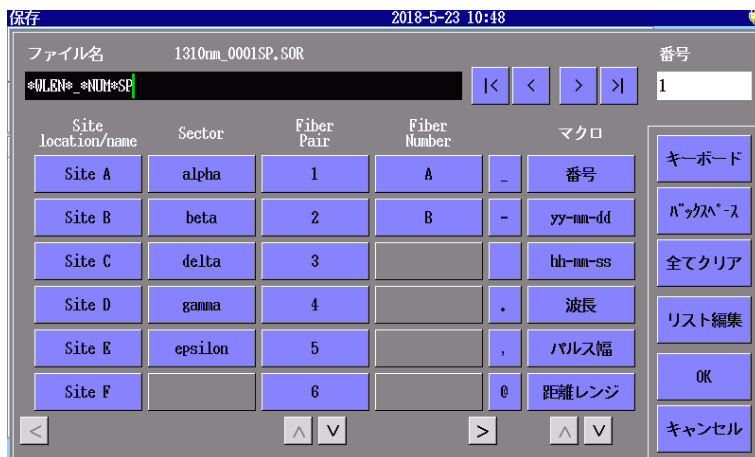 保存 2018-5-23 10:48
ファイル名 1310nm_0001SP.SOR 番号
*WLEN*_*NUM*SP |< < > >| 1
Site location/name Sector Fiber Pair Fiber Number マクロ
Site A alpha 1 A _ 番号
Site B beta 2 B - yy-mm-dd
Site C delta 3 hh-mm-ss
Site D gamma 4 . 波長
Site E epsilon 5 , パルス幅
Site F 6 @ 距離レンジ
< ∧ ∨ > ∧ ∨
キーボード
バックスペース
全てクリア
リスト編集
OK
キャンセル